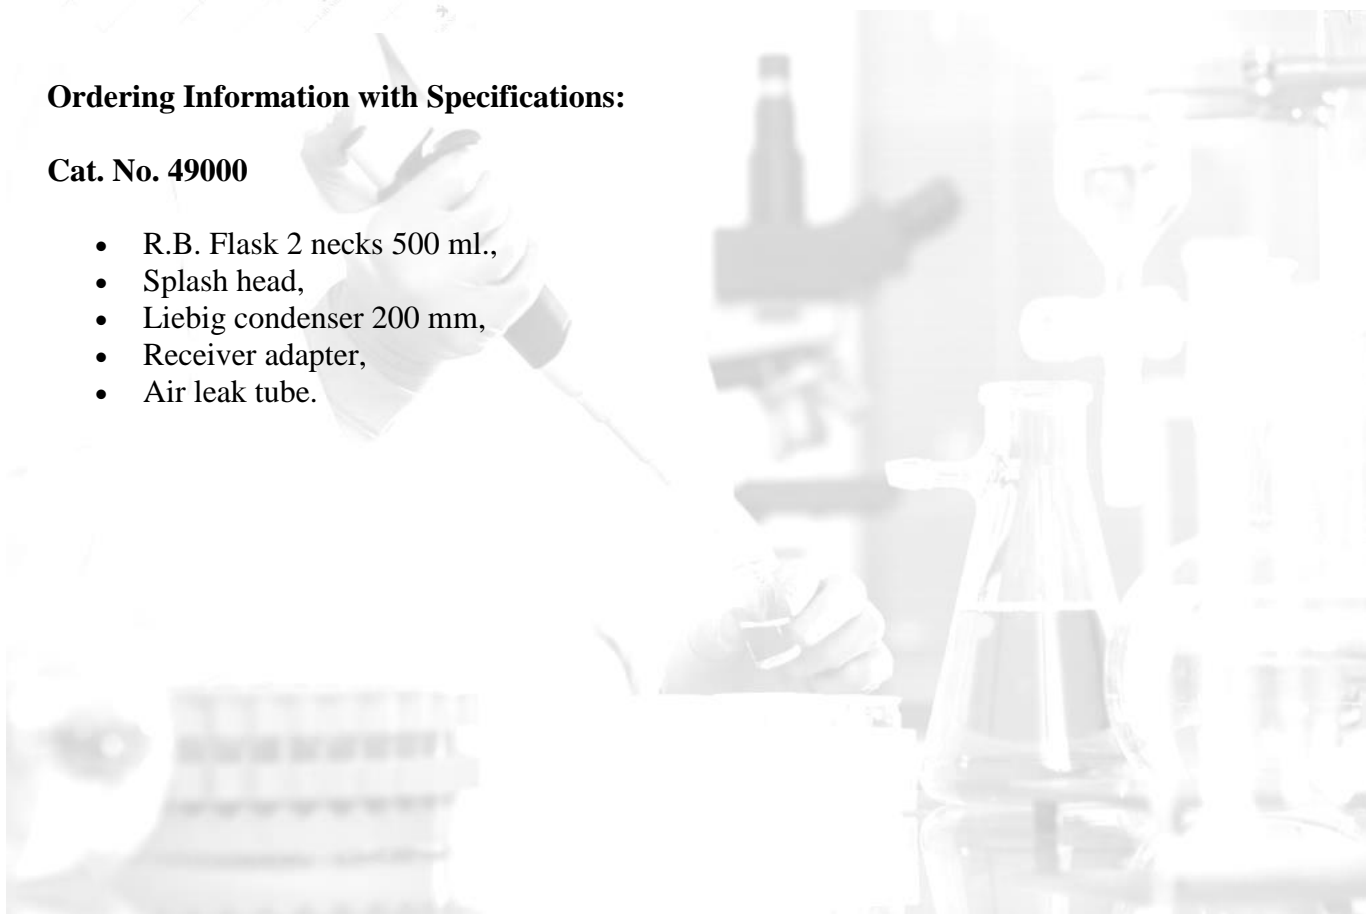 Ordering Information with Specifications:
Cat. No. 49000
• R.B. Flask 2 necks 500 ml.,
• Splash head,
• Liebig condenser 200 mm,
• Receiver adapter,
• Air leak tube.